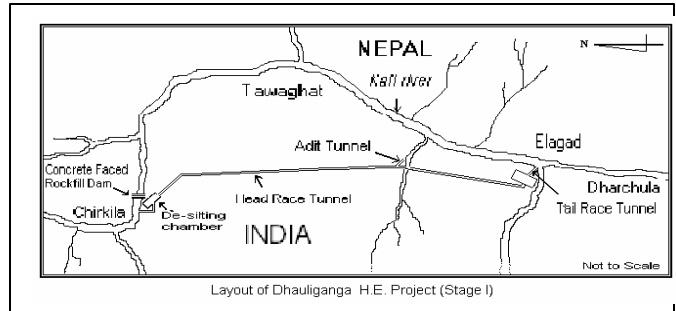 NEPAL
N
Kali river
Tawaghat
Adit Tunnel
Elagad
Concrete Faced
Rockfill Dam
Head Race Tunnel
Dharchula
Tail Race Tunnel
Chirkila
De-silting
chamber
INDIA
Not to Scale
Layout of Dhauliganga H.E. Project (Stage I)